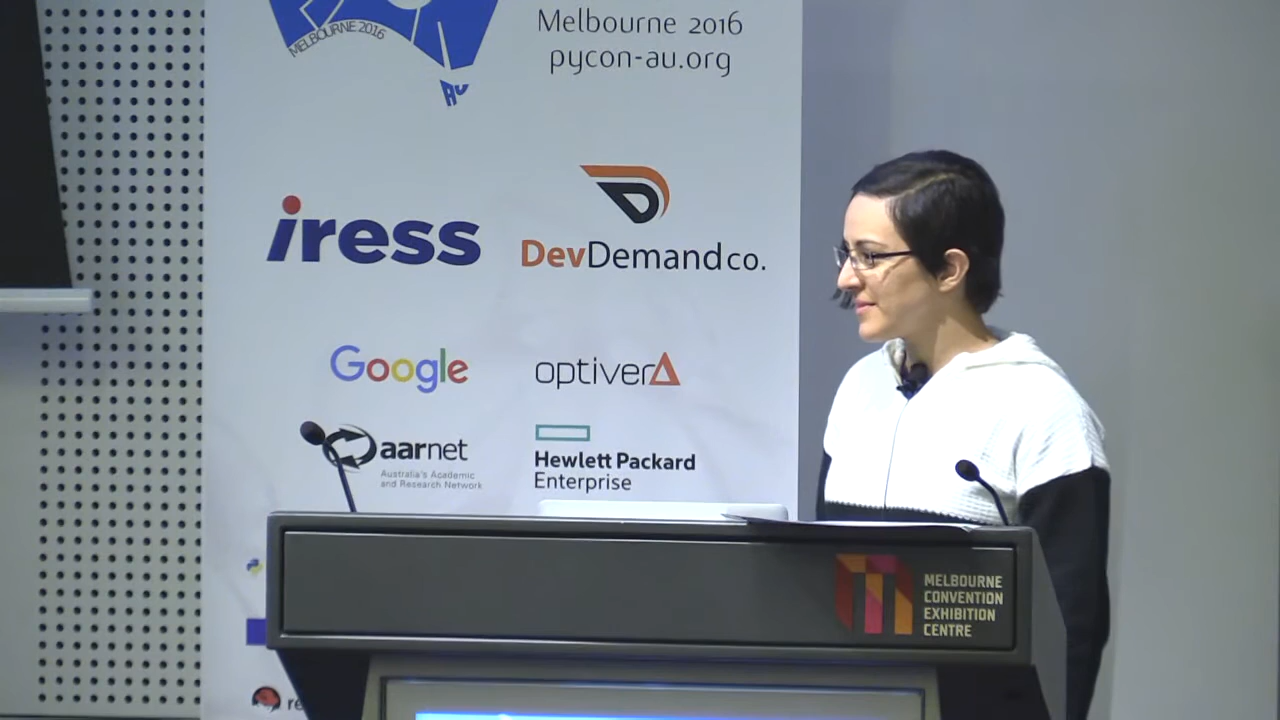 MELBOURNE 2016
AU
Melbourne 2016
pycon-au.org
iress
DevDemand co.
Google
optiver
aarnet
Australia's Academic
and Research Network
Hewlett Packard
Enterprise
MELBOURNE
CONVENTION
EXHIBITION
CENTRE
re